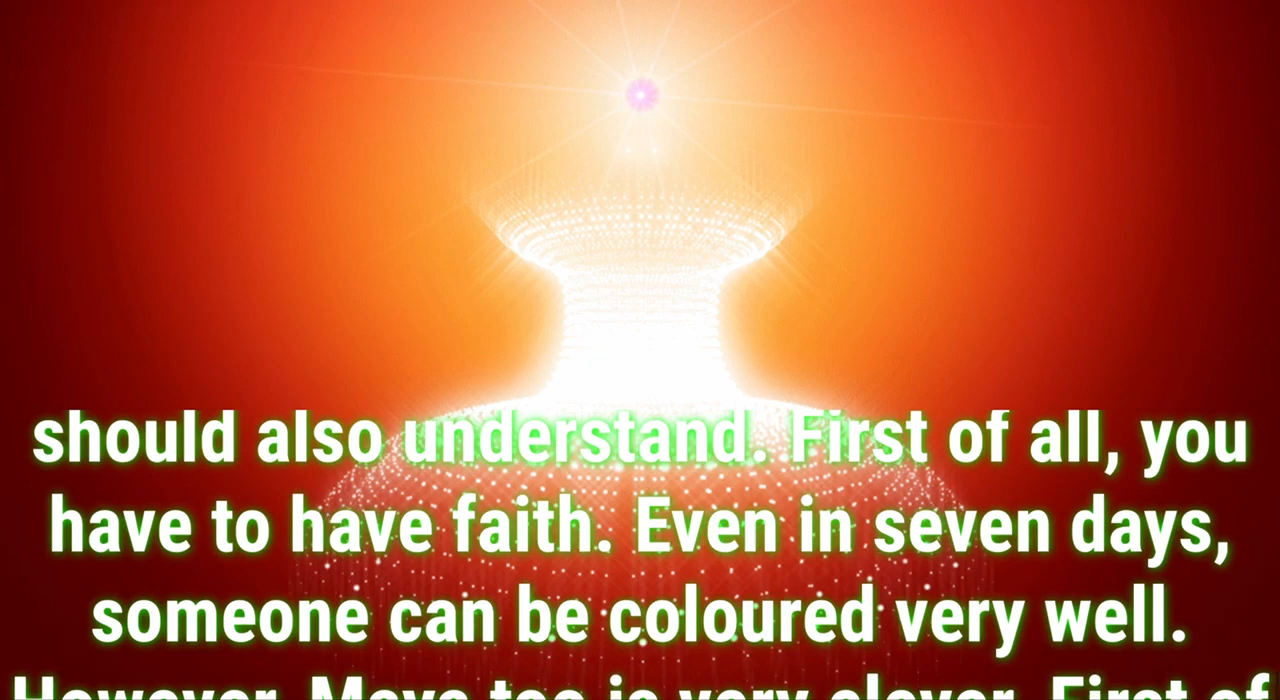 should also understand. First of all, you
have to have faith. Even in seven days,
someone can be coloured very well.
However, Maya too is very clever. First of